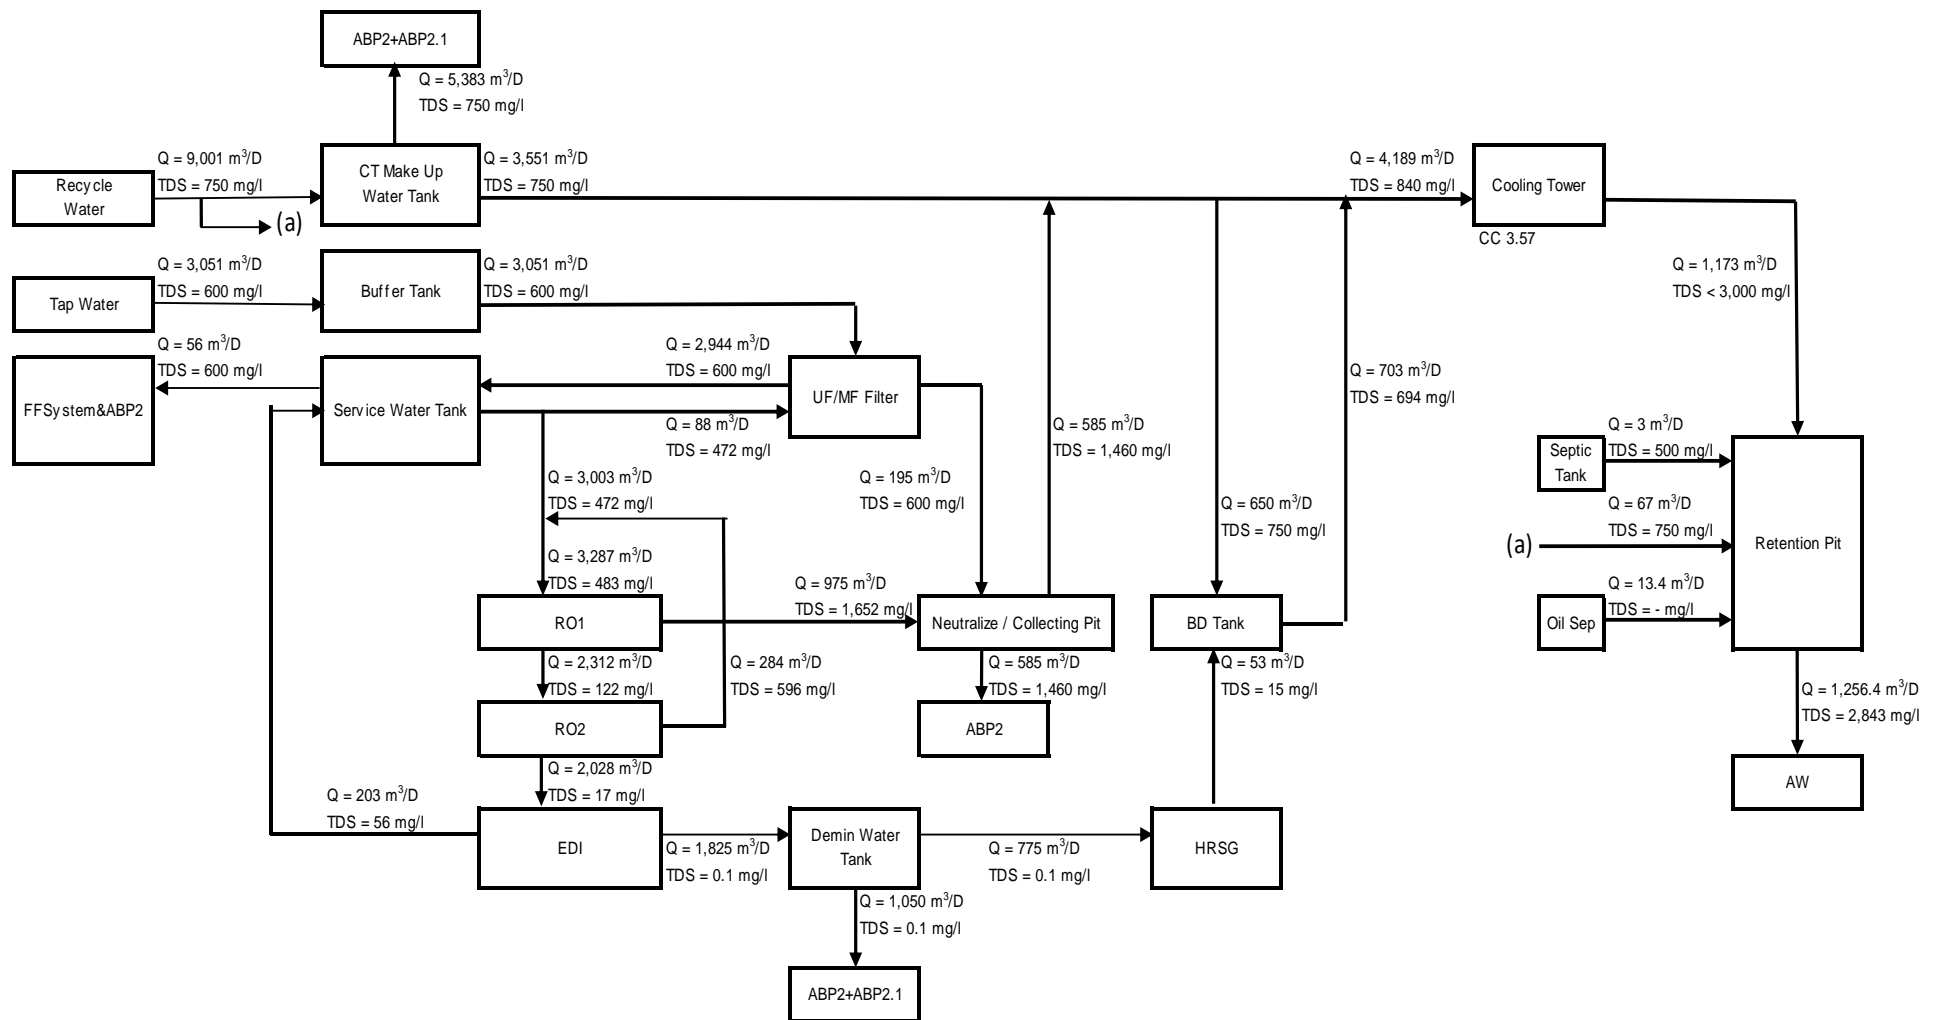 ABP2+ABP2.1
Q = 5,383 m³/D
TDS = 750 mg/l
Recycle
Water
Q = 9,001 m³/D
TDS = 750 mg/l
(a)
CT Make Up
Water Tank
Q = 3,551 m³/D
TDS = 750 mg/l
Q = 4,189 m³/D
TDS = 840 mg/l
Cooling Tower
CC 3.57
Tap Water
Q = 3,051 m³/D
TDS = 600 mg/l
Buffer Tank
Q = 3,051 m³/D
TDS = 600 mg/l
Q = 1,173 m³/D
TDS < 3,000 mg/l
FFSystem&ABP2
Q = 56 m³/D
TDS = 600 mg/l
Service Water Tank
Q = 2,944 m³/D
TDS = 600 mg/l
UF/MF Filter
Q = 88 m³/D
TDS = 472 mg/l
Q = 703 m³/D
TDS = 694 mg/l
Q = 585 m³/D
TDS = 1,460 mg/l
Q = 3,003 m³/D
TDS = 472 mg/l
Q = 195 m³/D
TDS = 600 mg/l
Q = 650 m³/D
TDS = 750 mg/l
Septic
Tank
Q = 3 m³/D
TDS = 500 mg/l
Q = 67 m³/D
TDS = 750 mg/l
(a)
Retention Pit
Q = 3,287 m³/D
TDS = 483 mg/l
Q = 975 m³/D
TDS = 1,652 mg/l
Q = 13.4 m³/D
TDS = - mg/l
RO1
Neutralize / Collecting Pit
BD Tank
Oil Sep
Q = 2,312 m³/D
TDS = 122 mg/l
Q = 284 m³/D
TDS = 596 mg/l
Q = 585 m³/D
TDS = 1,460 mg/l
Q = 53 m³/D
TDS = 15 mg/l
Q = 1,256.4 m³/D
TDS = 2,843 mg/l
RO2
ABP2
Q = 2,028 m³/D
TDS = 17 mg/l
AW
Q = 203 m³/D
TDS = 56 mg/l
EDI
Q = 1,825 m³/D
TDS = 0.1 mg/l
Demin Water
Tank
Q = 775 m³/D
TDS = 0.1 mg/l
HRSG
Q = 1,050 m³/D
TDS = 0.1 mg/l
ABP2+ABP2.1